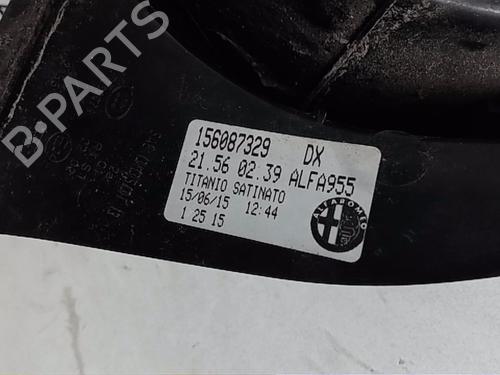 B-PARTS
156087329 DX
21.56 02.39 ALFA955
TITANIO SATINATO
15/06/15 12:44
1 25 15
ALFA ROMEO